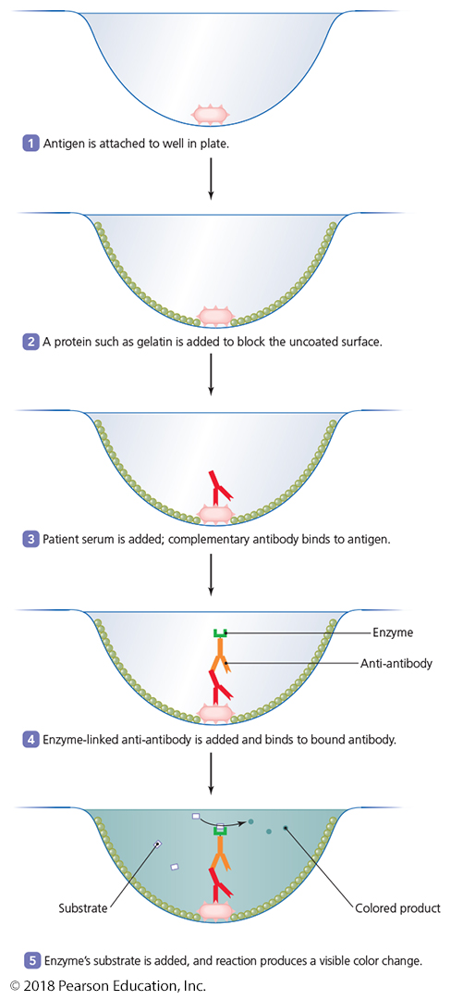 1 Antigen is attached to well in plate.
2 A protein such as gelatin is added to block the uncoated surface.
3 Patient serum is added; complementary antibody binds to antigen.
Enzyme
Anti-antibody
4 Enzyme-linked anti-antibody is added and binds to bound antibody.
Substrate
Colored product
5 Enzyme's substrate is added, and reaction produces a visible color change.
© 2018 Pearson Education, Inc.